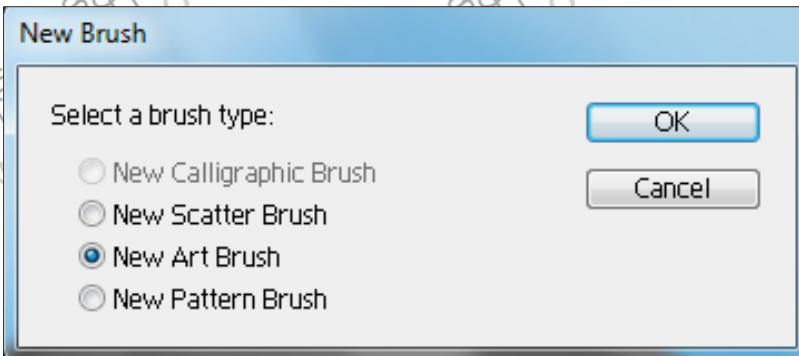 New Brush
Select a brush type:
OK
New Calligraphic Brush
Cancel
New Scatter Brush
New Art Brush
New Pattern Brush